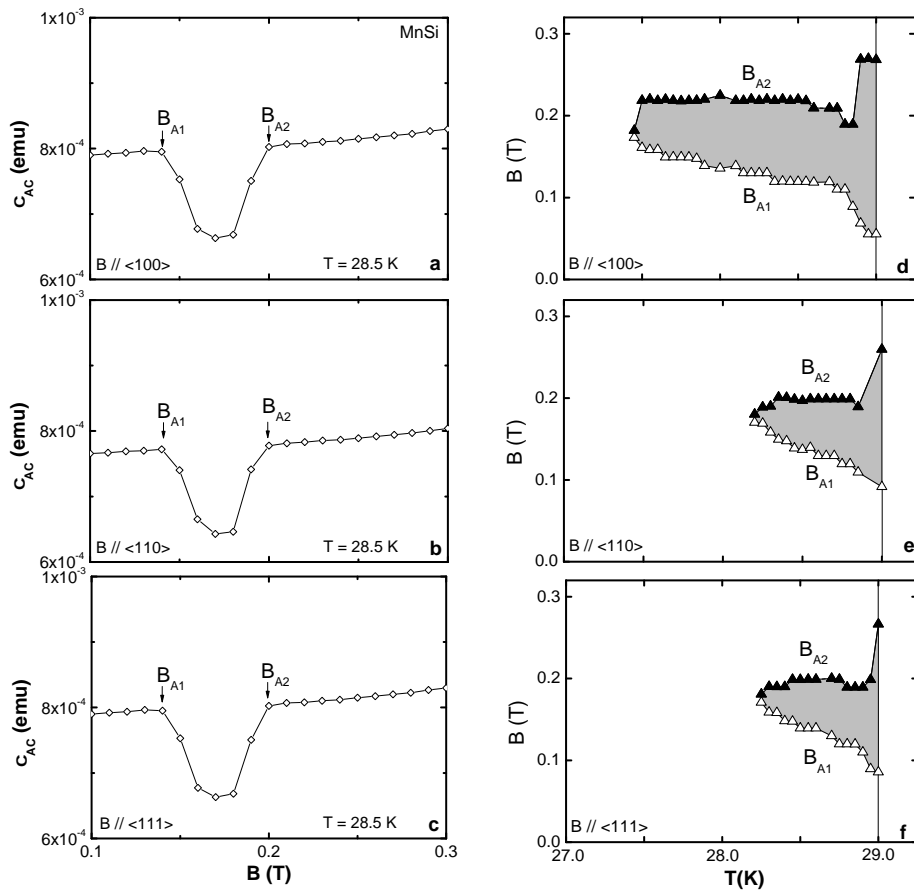 1x10⁻³
MnSi
B_A1
B_A2
8x10⁻⁴
c_AC (emu)
B // <100>
T = 28.5 K
a
6x10⁻⁴
1x10⁻³
B_A1
B_A2
8x10⁻⁴
c_AC (emu)
B // <110>
T = 28.5 K
b
6x10⁻⁴
1x10⁻³
B_A1
B_A2
8x10⁻⁴
c_AC (emu)
B // <111>
T = 28.5 K
c
6x10⁻⁴
0.1
0.2
0.3
B (T)
0.3
B_A2
0.2
B (T)
B_A1
0.1
B // <100>
d
0.0
0.3
B_A2
0.2
B (T)
B_A1
0.1
B // <110>
e
0.0
0.3
B_A2
0.2
B (T)
B_A1
0.1
B // <111>
f
0.0
27.0
28.0
29.0
T(K)